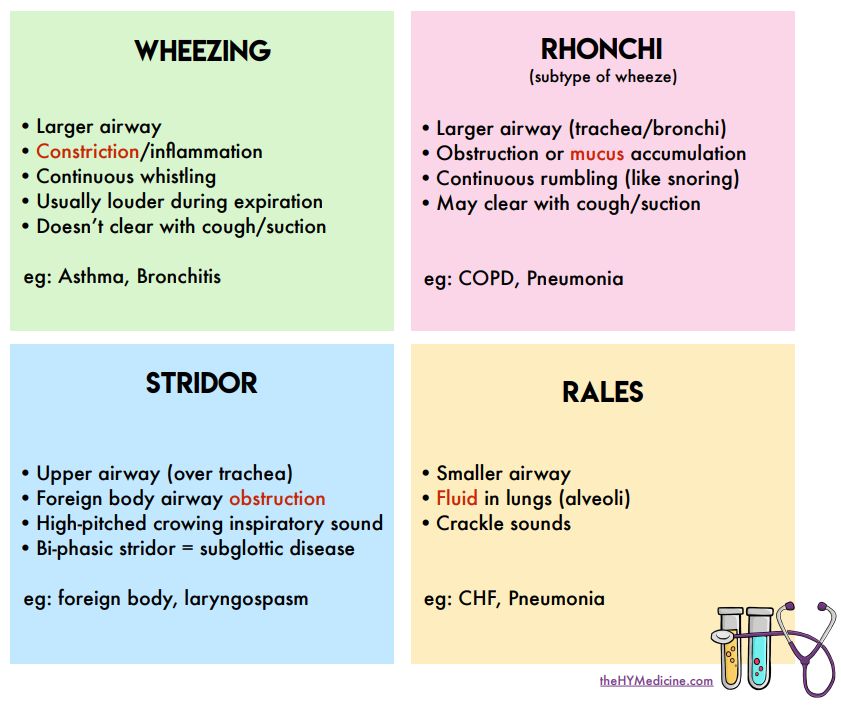 WHEEZING
• Larger airway
• Constriction/inflammation
• Continuous whistling
• Usually louder during expiration
• Doesn’t clear with cough/suction
eg: Asthma, Bronchitis
RHONCHI
(subtype of wheeze)
• Larger airway (trachea/bronchi)
• Obstruction or mucus accumulation
• Continuous rumbling (like snoring)
• May clear with cough/suction
eg: COPD, Pneumonia
STRIDOR
• Upper airway (over trachea)
• Foreign body airway obstruction
• High-pitched crowing inspiratory sound
• Bi-phasic stridor = subglottic disease
eg: foreign body, laryngospasm
RALES
• Smaller airway
• Fluid in lungs (alveoli)
• Crackle sounds
eg: CHF, Pneumonia
theHYMedicine.com